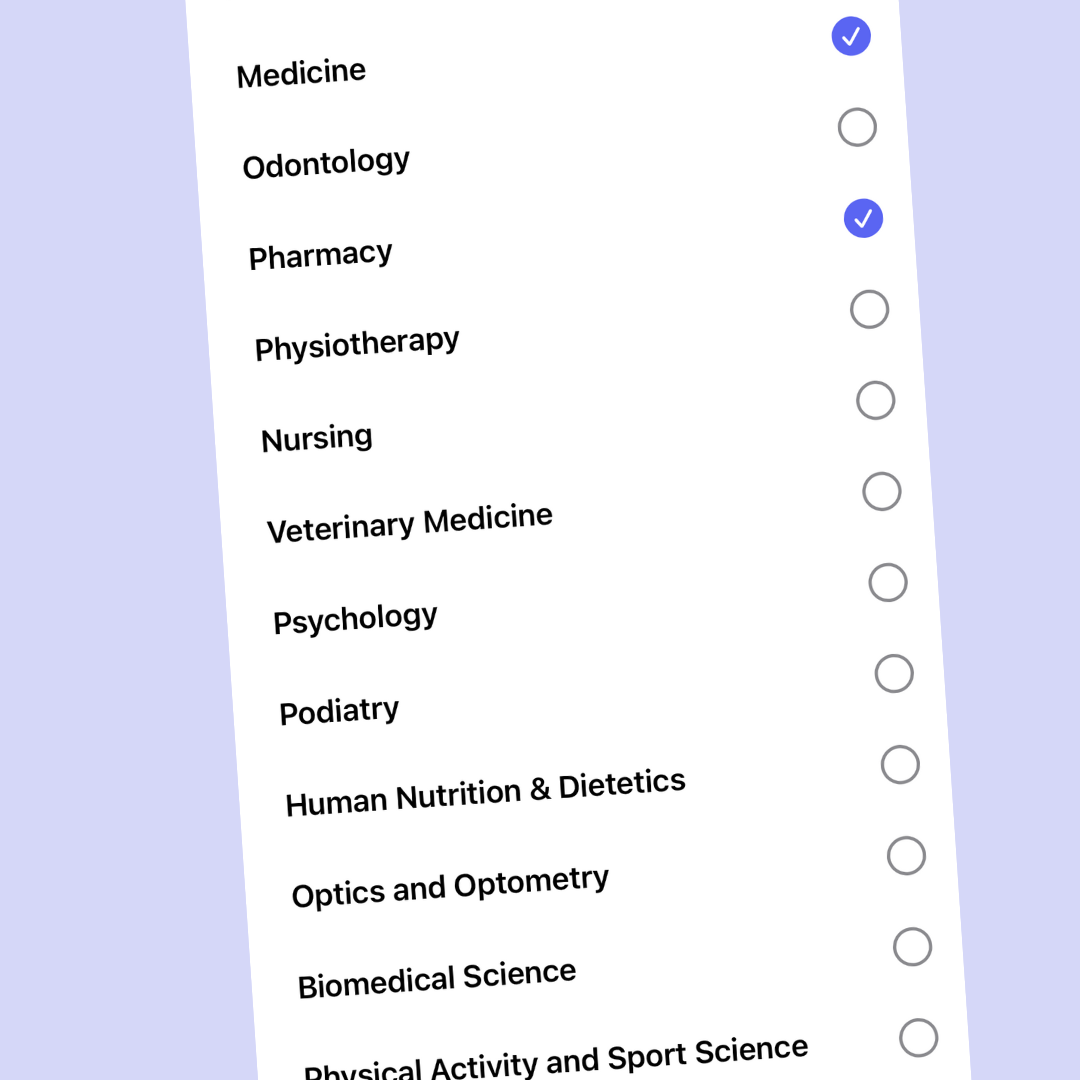 Medicine
Odontology
Pharmacy
Physiotherapy
Nursing
Veterinary Medicine
Psychology
Podiatry
Human Nutrition & Dietetics
Optics and Optometry
Biomedical Science
Physical Activity and Sport Science